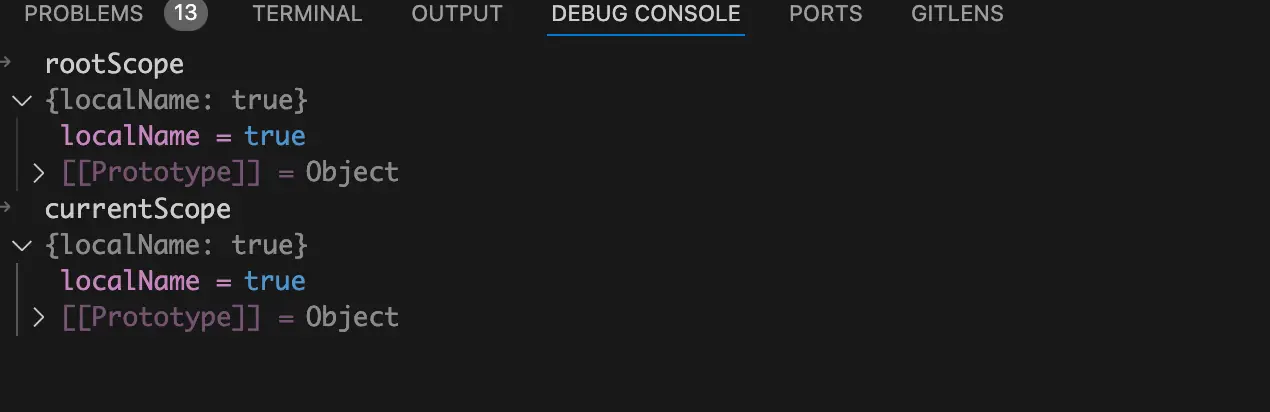 PROBLEMS 13 TERMINAL OUTPUT DEBUG CONSOLE PORTS GITLENS
rootScope
{localName: true}
localName = true
[[Prototype]] = Object
currentScope
{localName: true}
localName = true
[[Prototype]] = Object